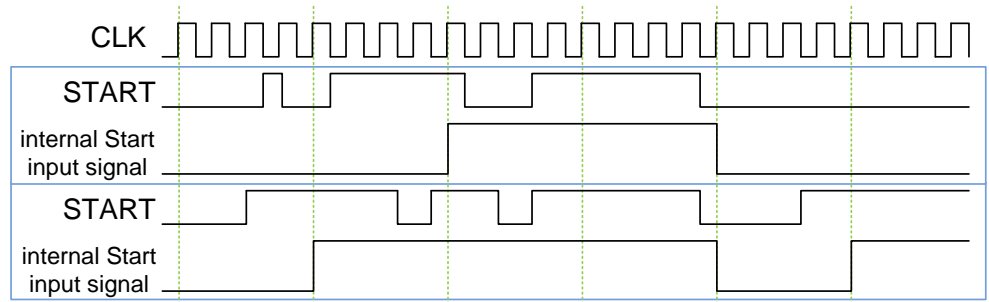 CLK
START
internal Start
input signal
START
internal Start
input signal